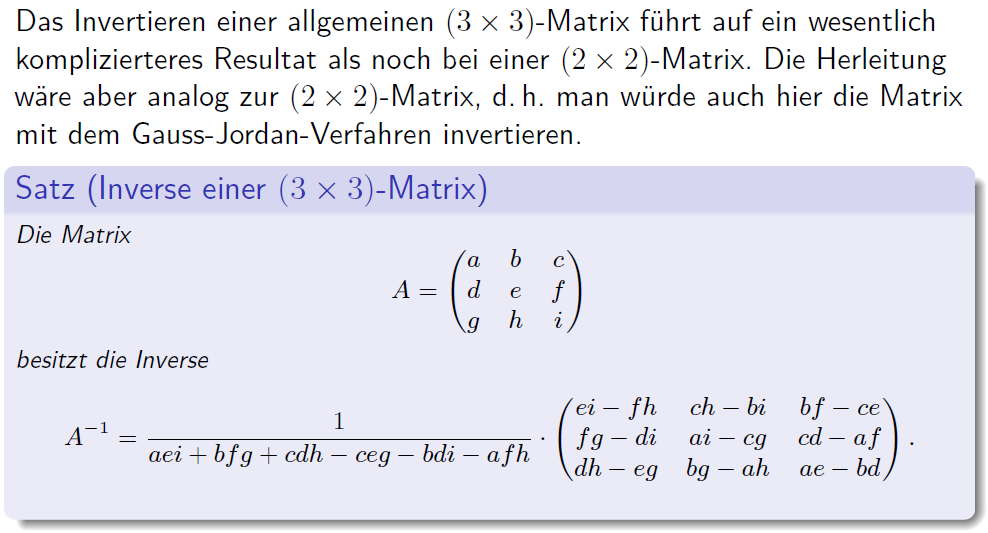 Das Invertieren einer allgemeinen (3 × 3)-Matrix führt auf ein wesentlich
komplizierteres Resultat als noch bei einer (2 × 2)-Matrix. Die Herleitung
wäre aber analog zur (2 × 2)-Matrix, d. h. man würde auch hier die Matrix
mit dem Gauss-Jordan-Verfahren invertieren.
Satz (Inverse einer (3 × 3)-Matrix)
Die Matrix
A = \begin{pmatrix} a & b & c \\ d & e & f \\ g & h & i \end{pmatrix}
besitzt die Inverse
A^{-1} = \frac{1}{aei + bfg + cdh - ceg - bdi - afh} \cdot \begin{pmatrix} ei - fh & ch - bi & bf - ce \\ fg - di & ai - cg & cd - af \\ dh - eg & bg - ah & ae - bd \end{pmatrix}.